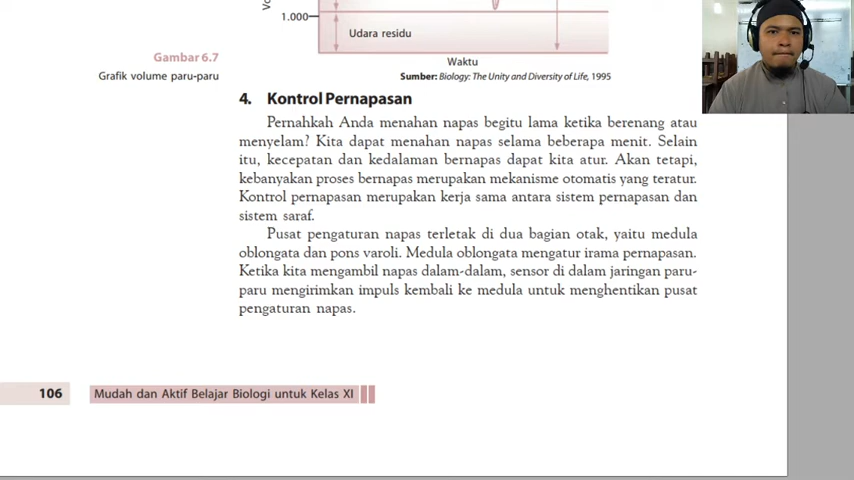 1.000
Udara residu
Gambar 6.7
Waktu
Grafik volume paru-paru
Sumber: Biology: The Unity and Diversity of Life, 1995
4. Kontrol Pernapasan
Pernahkah Anda menahan napas begitu lama ketika berenang atau
menyelam? Kita dapat menahan napas selama beberapa menit. Selain
itu, kecepatan dan kedalaman bernapas dapat kita atur. Akan tetapi,
kebanyakan proses bernapas merupakan mekanisme otomatis yang teratur.
Kontrol pernapasan merupakan kerja sama antara sistem pernapasan dan
sistem saraf.
Pusat pengaturan napas terletak di dua bagian otak, yaitu medula
oblongata dan pons varoli. Medula oblongata mengatur irama pernapasan.
Ketika kita mengambil napas dalam-dalam, sensor di dalam jaringan paru-
paru mengirimkan impuls kembali ke medula untuk menghentikan pusat
pengaturan napas.
106
Mudah dan Aktif Belajar Biologi untuk Kelas XI